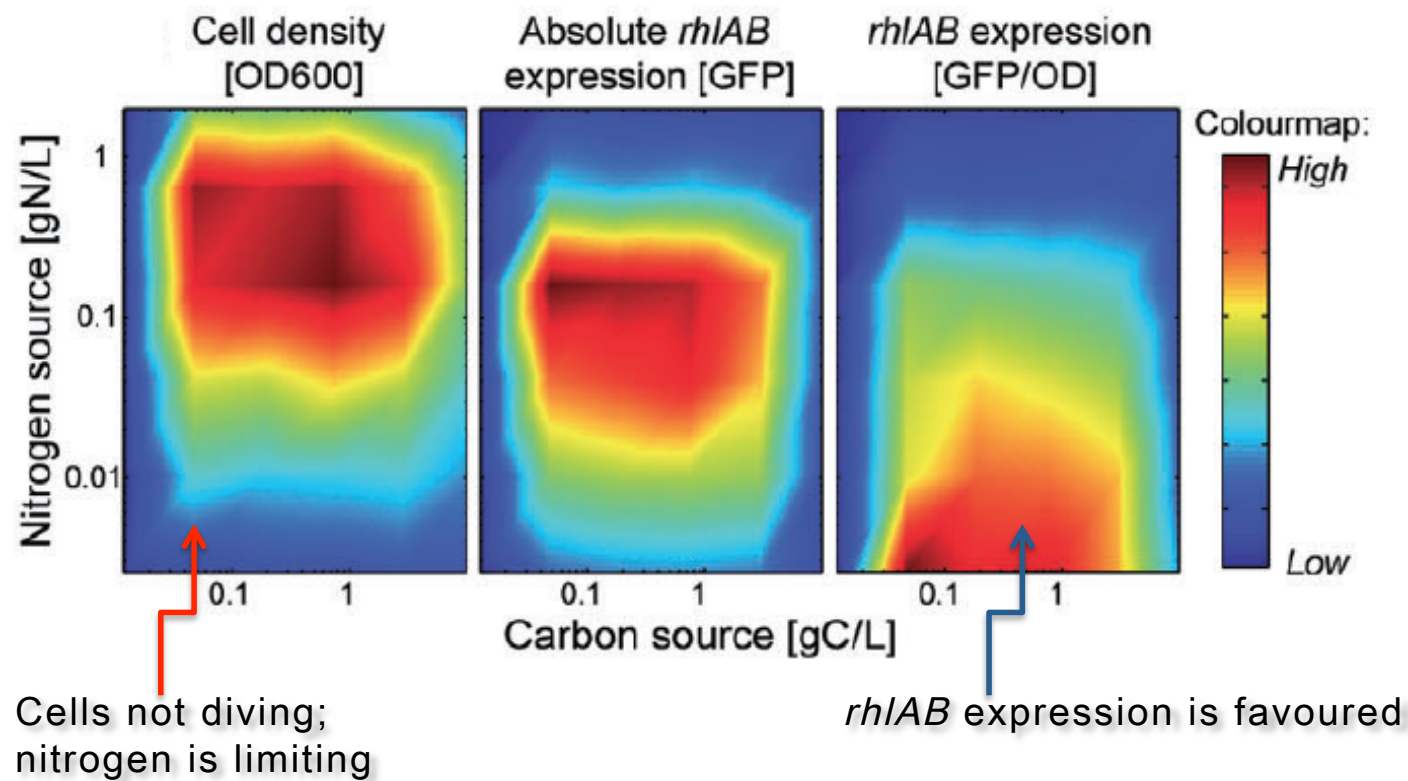 Cell density
[OD600]
Absolute rhlAB
expression [GFP]
rhlAB expression
[GFP/OD]
Colourmap:
High
Low
Nitrogen source [gN/L]
1
0.1
0.01
0.1 1
0.1 1
0.1 1
Carbon source [gC/L]
Cells not diving;
nitrogen is limiting
rhlAB expression is favoured